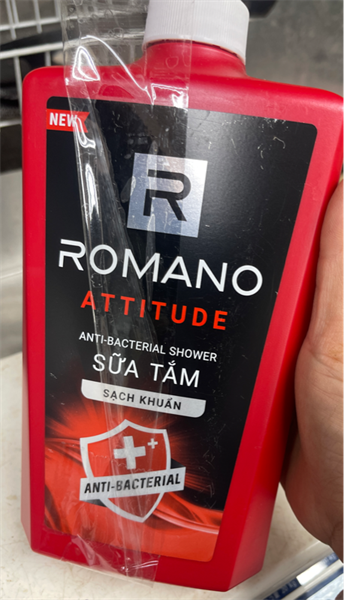 NEW
R
ROMANO
ATTITUDE
ANTI-BACTERIAL SHOWER
SỮA TẮM
SẠCH KHUẨN
ANTI-BACTERIAL